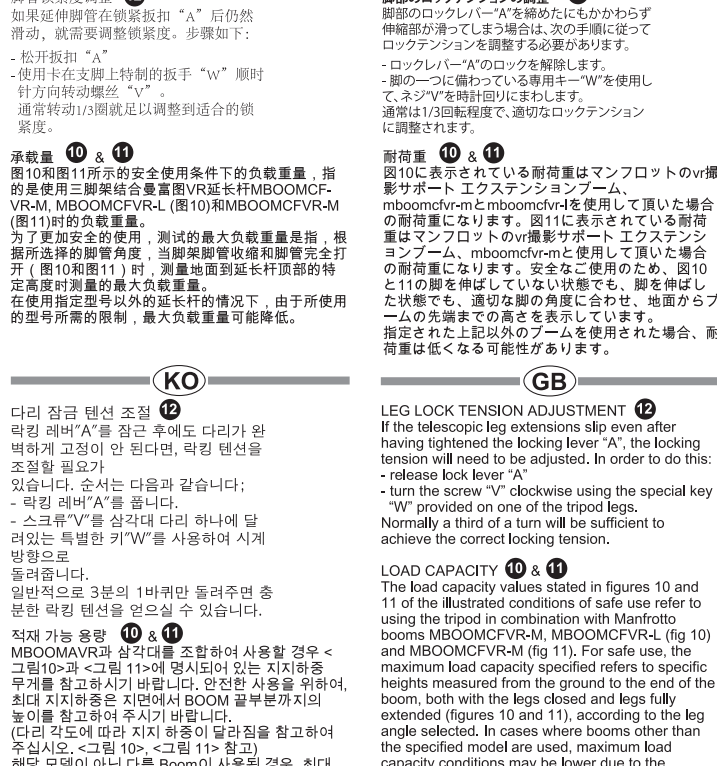 脚管锁紧度调整 12
如果延伸脚管在锁紧扳扣“A”后仍然
滑动，就需要调整锁紧度。步骤如下:
- 松开扳扣“A”
-使用卡在支脚上特制的扳手“W”顺时
针方向转动螺丝“V”。
通常转动1/3圈就足以调整到适合的锁
紧度。
承载量 10 & 11
图10和图11所示的安全使用条件下的负载重量，指
的是使用三脚架结合曼富图VR延长杆MBOOMCF-
VR-M, MBOOMCFVR-L (图10)和MBOOMCFVR-M
(图11)时的负载重量。
为了更加安全的使用，测试的最大负载重量是指，根
据所选择的脚管角度，当脚架脚管收缩和脚管完全打
开（图10和图11）时，测量地面到延长杆顶部的特
定高度时测量的最大负载重量。
在使用指定型号以外的延长杆的情况下，由于所使用
的型号所需的限制，最大负载重量可能降低。
脚部のロックテンションの調整 12
脚部のロックレバー“A”を締めたにもかかわらず
伸縮部が滑ってしまう場合は、次の手順に従って
ロックテンションを調整する必要があります。
- ロックレバー“A”のロックを解除します。
- 脚の一つに備わっている専用キー“W”を使用し
て、ネジ“V”を時計回りにまわします。
通常は1/3回転程度で、適切なロックテンション
に調整されます。
耐荷重 10 & 11
図10に表示されている耐荷重はマンフロットのvr撮
影サポート エクステンションブーム、
mboomcfvr-mとmboomcfvr-lを使用して頂いた場合
の耐荷重になります。図11に表示されている耐荷
重はマンフロットのvr撮影サポート エクステンシ
ョンブーム、mboomcfvr-mと使用して頂いた場合
の耐荷重になります。安全なご使用のため、図10
と11の脚を伸ばしていない状態でも、脚を伸ばし
た状態でも、適切な脚の角度に合わせ、地面からブ
ームの先端までの高さを表示しています。
指定された上記以外のブームを使用された場合、耐
荷重は低くなる可能性があります。
KO
다리 잠금 텐션 조절 12
락킹 레버“A”를 잠근 후에도 다리가 완
벽하게 고정이 안 된다면, 락킹 텐션을
조절할 필요가
있습니다. 순서는 다음과 같습니다;
- 락킹 레버“A”를 풉니다.
- 스크류“V”를 삼각대 다리 하나에 달
려있는 특별한 키“W”를 사용하여 시계
방향으로
돌려줍니다.
일반적으로 3분의 1바퀴만 돌려주면 충
분한 락킹 텐션을 얻으실 수 있습니다.
적재 가능 용량 10 & 11
MBOOMAVR과 삼각대를 조합하여 사용할 경우 <
그림10>과 <그림 11>에 명시되어 있는 지지하중
무게를 참고하시기 바랍니다. 안전한 사용을 위하여,
최대 지지하중은 지면에서 BOOM 끝부분까지의
높이를 참고하여 주시기 바랍니다.
(다리 각도에 따라 지지 하중이 달라짐을 참고하여
주십시오. <그림 10>, <그림 11> 참고)
해당 모델이 아닌 다른 Boom이 사용될 경우, 최대
GB
LEG LOCK TENSION ADJUSTMENT 12
If the telescopic leg extensions slip even after
having tightened the locking lever “A”, the locking
tension will need to be adjusted. In order to do this:
- release lock lever “A”
- turn the screw “V” clockwise using the special key
“W” provided on one of the tripod legs.
Normally a third of a turn will be sufficient to
achieve the correct locking tension.
LOAD CAPACITY 10 & 11
The load capacity values stated in figures 10 and
11 of the illustrated conditions of safe use refer to
using the tripod in combination with Manfrotto
booms MBOOMCFVR-M, MBOOMCFVR-L (fig 10)
and MBOOMCFVR-M (fig 11). For safe use, the
maximum load capacity specified refers to specific
heights measured from the ground to the end of the
boom, both with the legs closed and legs fully
extended (figures 10 and 11), according to the leg
angle selected. In cases where booms other than
the specified model are used, maximum load
capacity conditions may be lower due to the